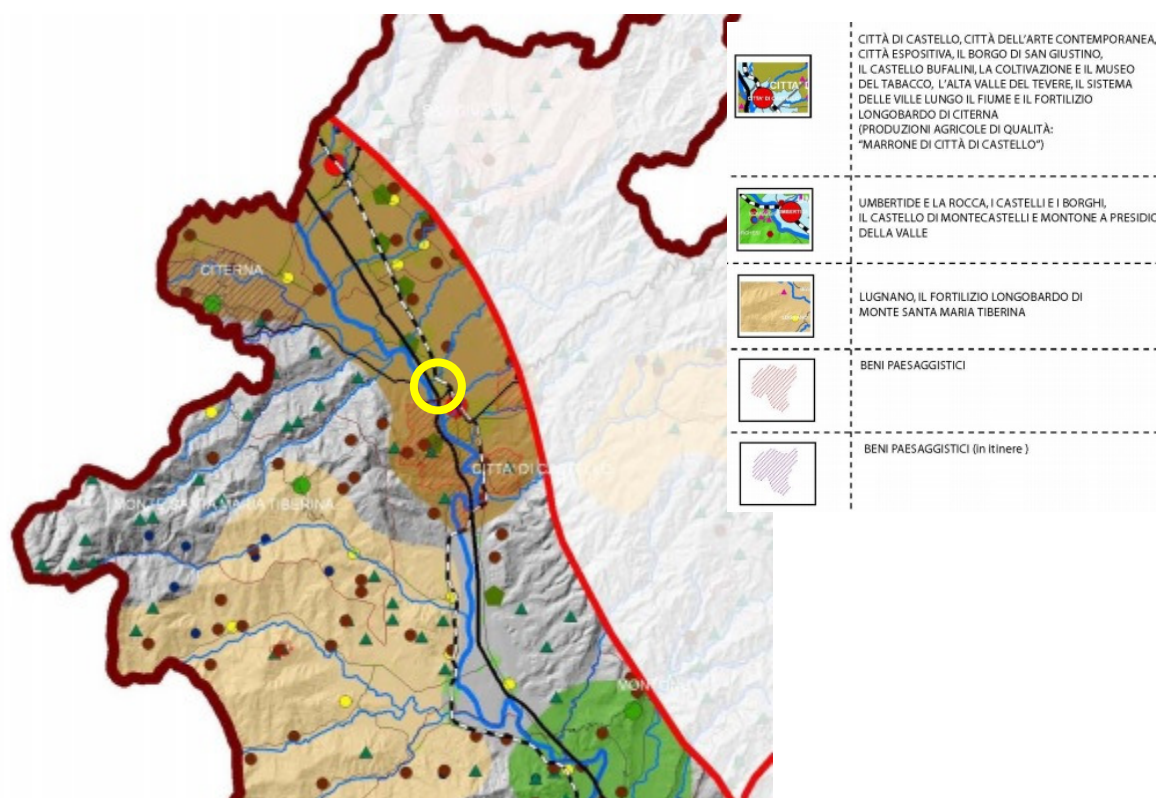 CITTÀ DI CASTELLO, CITTÀ DELL'ARTE CONTEMPORANEA,
CITTÀ ESPOSITIVA, IL BORGO DI SAN GIUSTINO,
IL CASTELLO BUFALINI, LA COLTIVAZIONE E IL MUSEO
DEL TABACCO, L'ALTA VALLE DEL TEVERE, IL SISTEMA
DELLE VILLE LUNGO IL FIUME E IL FORTILIZIO
LONGOBARDO DI CITERNA
(PRODUZIONI AGRICOLE DI QUALITÀ:
"MARRONE DI CITTÀ DI CASTELLO")
UMBERTIDE E LA ROCCA, I CASTELLI E I BORGHI,
IL CASTELLO DI MONTECASTELLI E MONTONE A PRESIDIO
DELLA VALLE
LUGNANO, IL FORTILIZIO LONGOBARDO DI
MONTE SANTA MARIA TIBERINA
BENI PAESAGGISTICI
BENI PAESAGGISTICI (in itinere )
CITERNA
CITTA' DI CASTELLO
MONTE SANTA MARIA TIBERINA